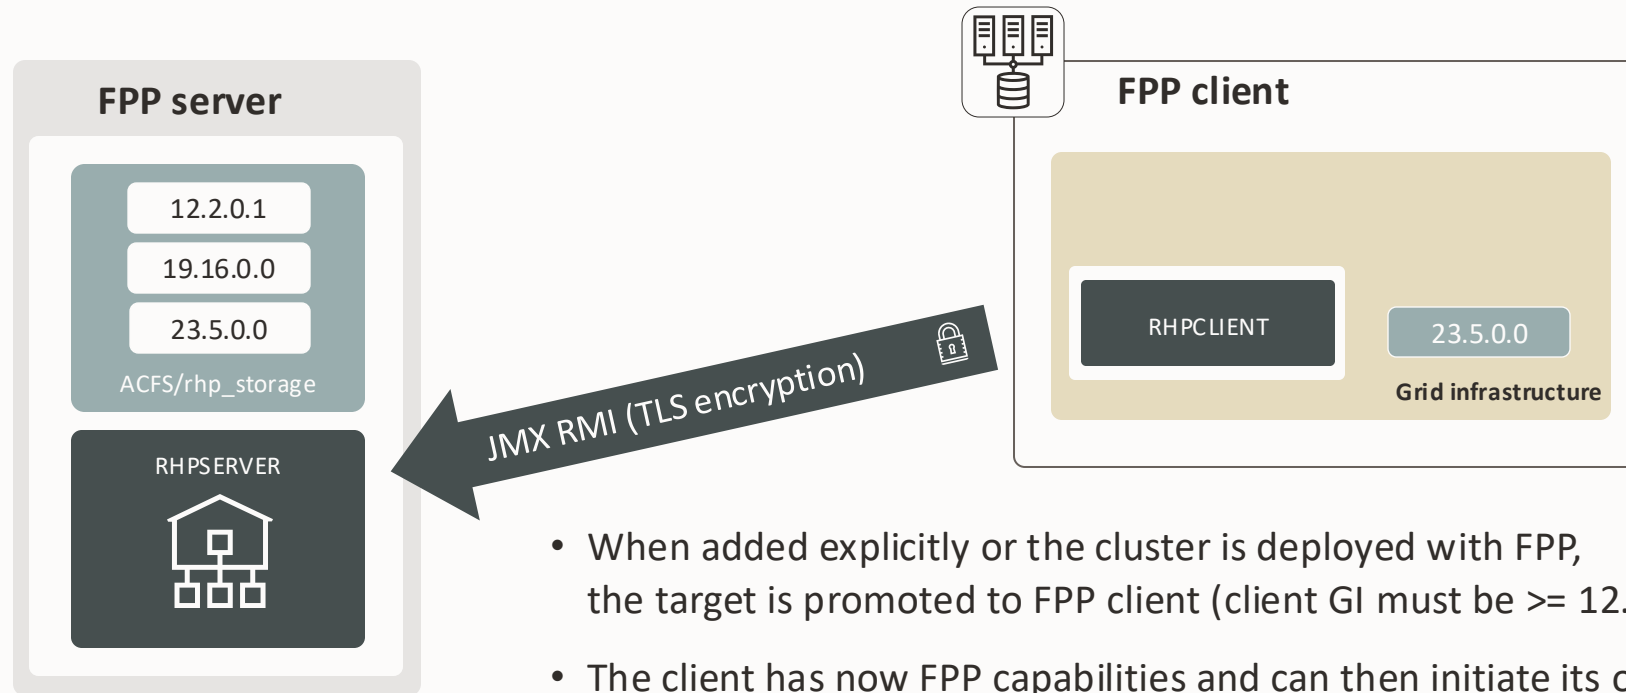 FPP server
12.2.0.1
19.16.0.0
23.5.0.0
ACFS/rhp_storage
RHPSERVER
JMX RMI (TLS encryption)
FPP client
RHPCLIENT
23.5.0.0
Grid infrastructure
• When added explicitly or the cluster is deployed with FPP,
the target is promoted to FPP client (client GI must be >= 12.
• The client has now FPP capabilities and can then initiate its